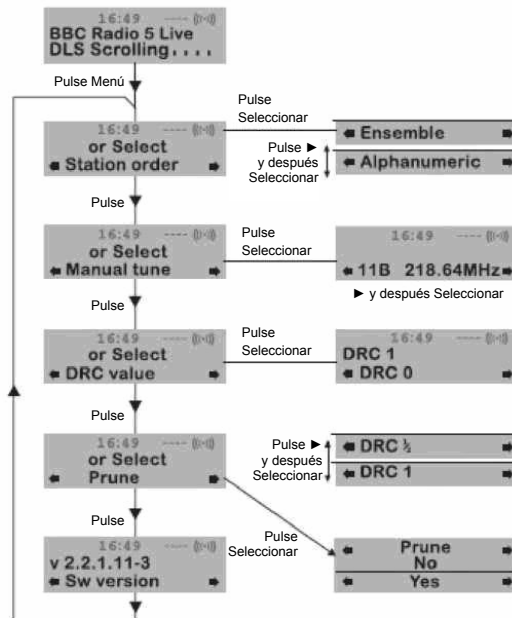 16:49 ----
BBC Radio 5 Live
DLS Scrolling....
Pulse Menú
16:49 ----
or Select
Station order
Pulse
Seleccionar
Ensemble
Pulse ►
y después
Seleccionar
Alphanumeric
Pulse
16:49 ----
or Select
Manual tune
Pulse
Seleccionar
16:49 ----
11B 218.64MHz
► y después Seleccionar
Pulse
16:49 ----
or Select
DRC value
Pulse
Seleccionar
16:49 ----
DRC 1
DRC 0
Pulse ►
y después
Seleccionar
DRC ½
DRC 1
Pulse
16:49 ----
or Select
Prune
Pulse
Seleccionar
Prune
No
Yes
Pulse
16:49 ----
v 2.2.1.11-3
Sw version